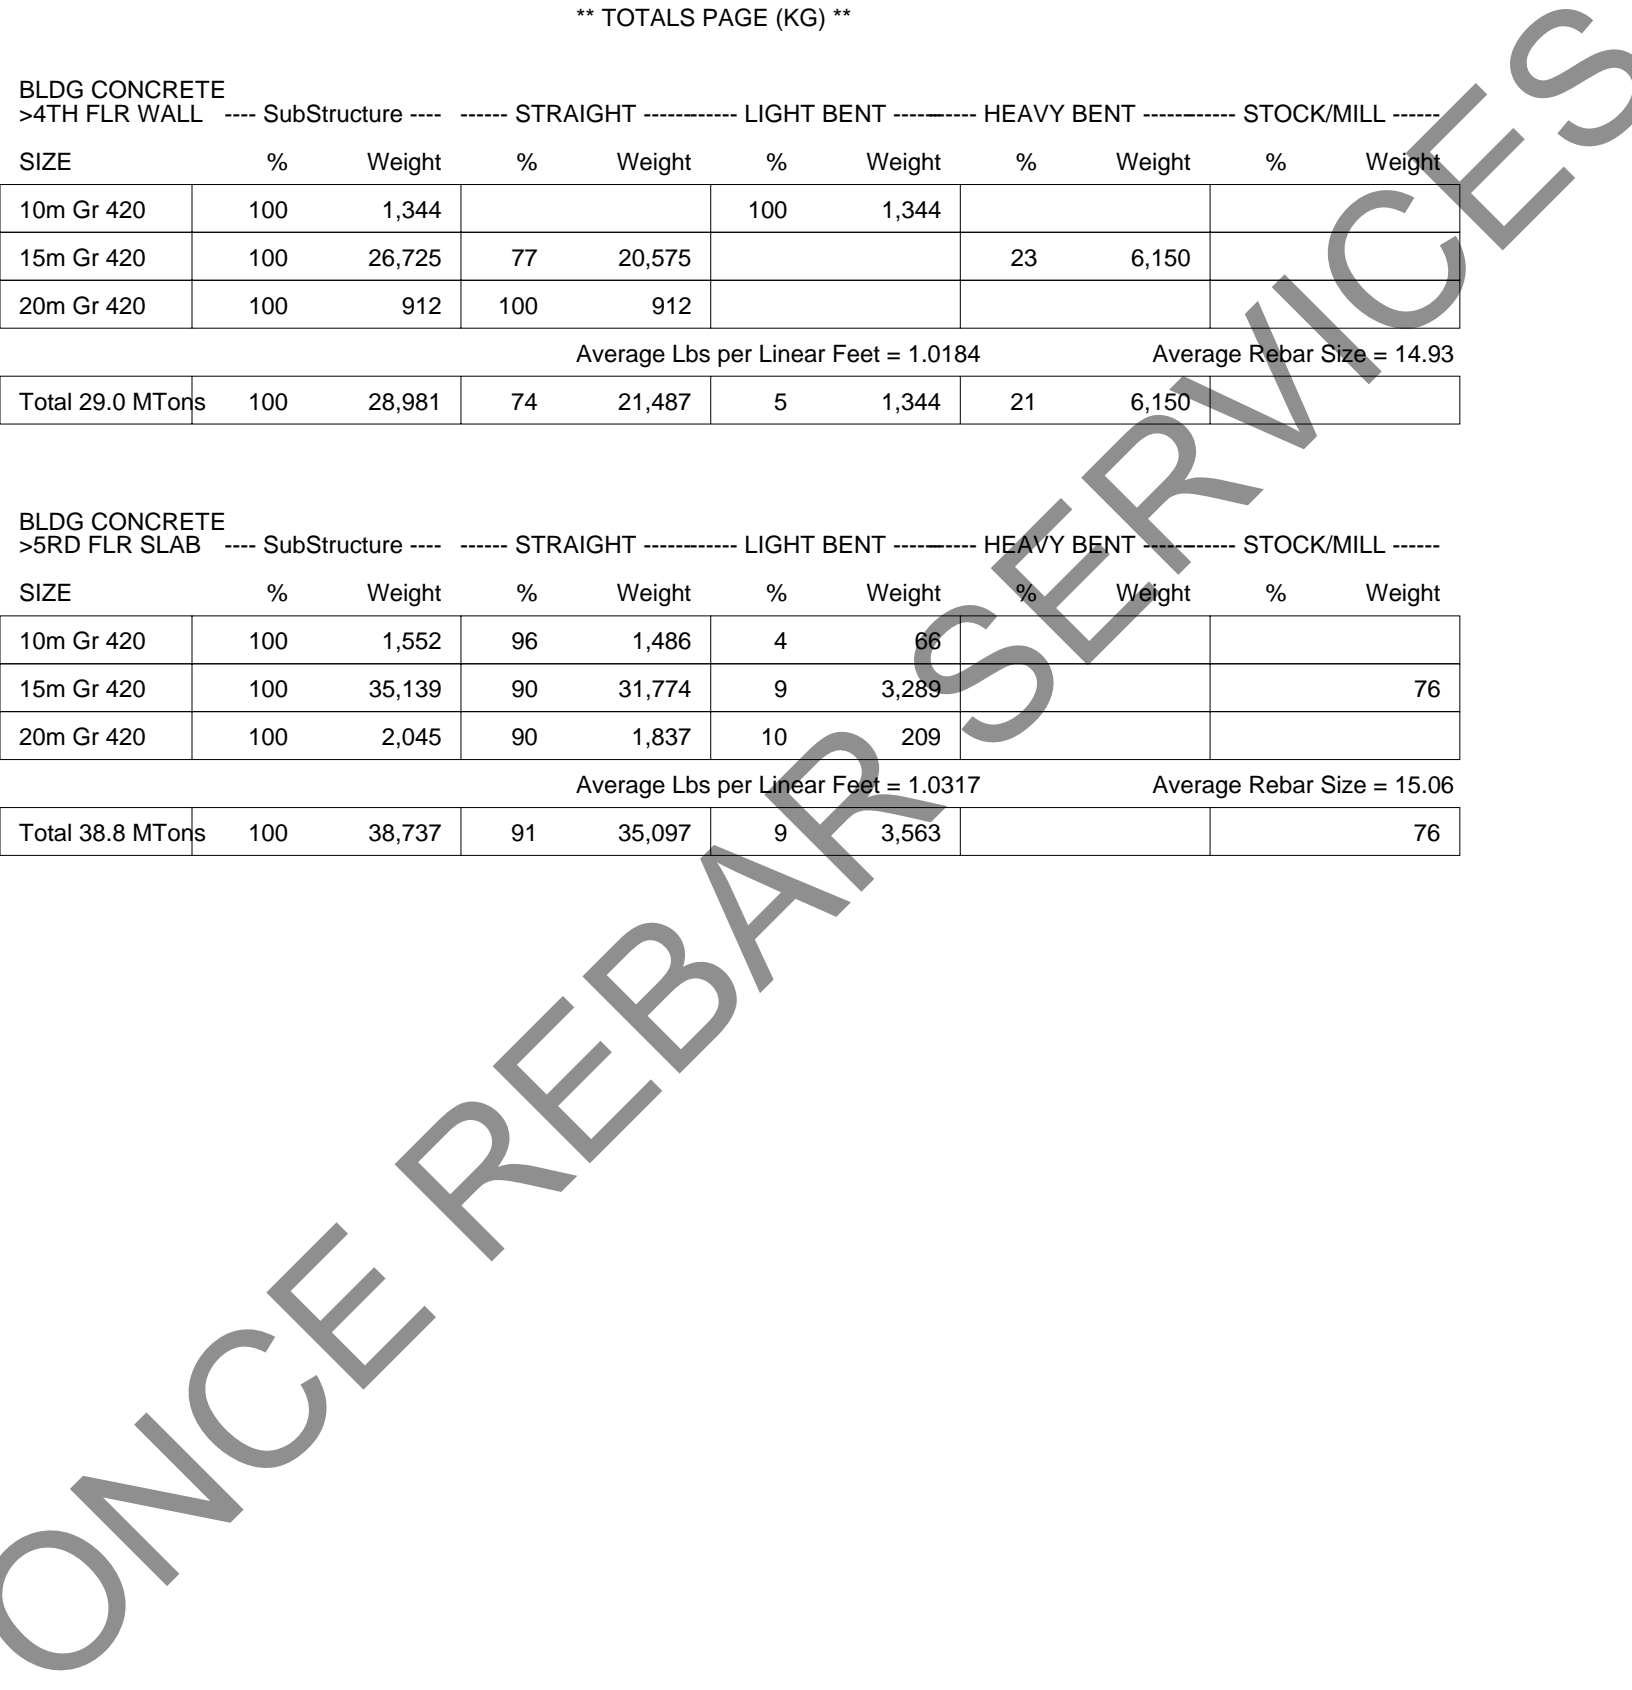 ** TOTALS PAGE (KG) **
BLDG CONCRETE
>4TH FLR WALL ---- SubStructure ---- ------ STRAIGHT ------------- LIGHT BENT ------------- HEAVY BENT ------------- STOCK/MILL ------
SIZE % Weight % Weight % Weight % Weight % Weight
10m Gr 420 100 1,344 100 1,344
15m Gr 420 100 26,725 77 20,575 23 6,150
20m Gr 420 100 912 100 912
Average Lbs per Linear Feet = 1.0184 Average Rebar Size = 14.93
Total 29.0 MTons 100 28,981 74 21,487 5 1,344 21 6,150
BLDG CONCRETE
>5RD FLR SLAB ---- SubStructure ---- ------ STRAIGHT ------------- LIGHT BENT ------------- HEAVY BENT ------------- STOCK/MILL ------
SIZE % Weight % Weight % Weight % Weight % Weight
10m Gr 420 100 1,552 96 1,486 4 66
15m Gr 420 100 35,139 90 31,774 9 3,289 76
20m Gr 420 100 2,045 90 1,837 10 209
Average Lbs per Linear Feet = 1.0317 Average Rebar Size = 15.06
Total 38.8 MTons 100 38,737 91 35,097 9 3,563 76
ONCE REBAR SERVICES